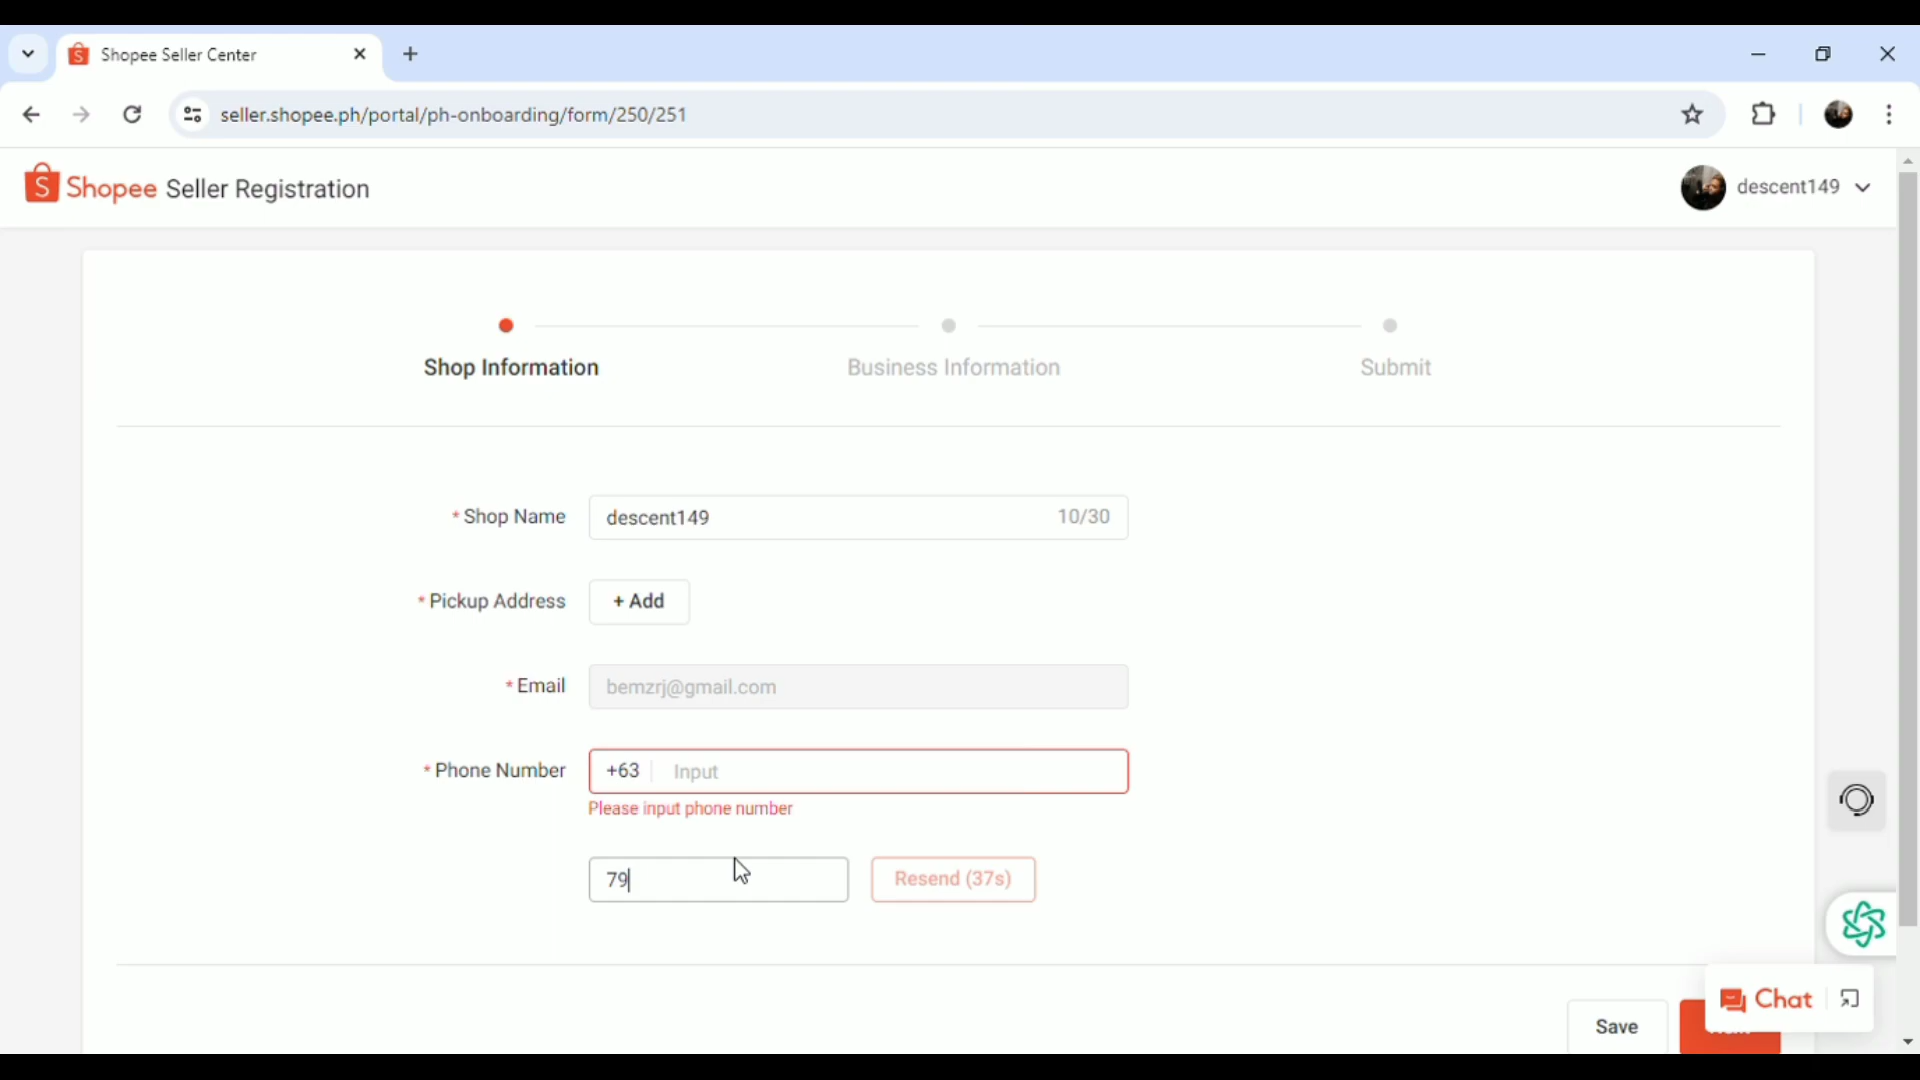 Shopee Seller Center
seller.shopee.ph/portal/ph-onboarding/form/250/251
Shopee Seller Registration
descent149
Shop Information
Business Information
Submit
* Shop Name
descent149
10/30
* Pickup Address
+ Add
* Email
bemzrj@gmail.com
* Phone Number
+63
Input
Please input phone number
79
Resend (37s)
Chat
Save